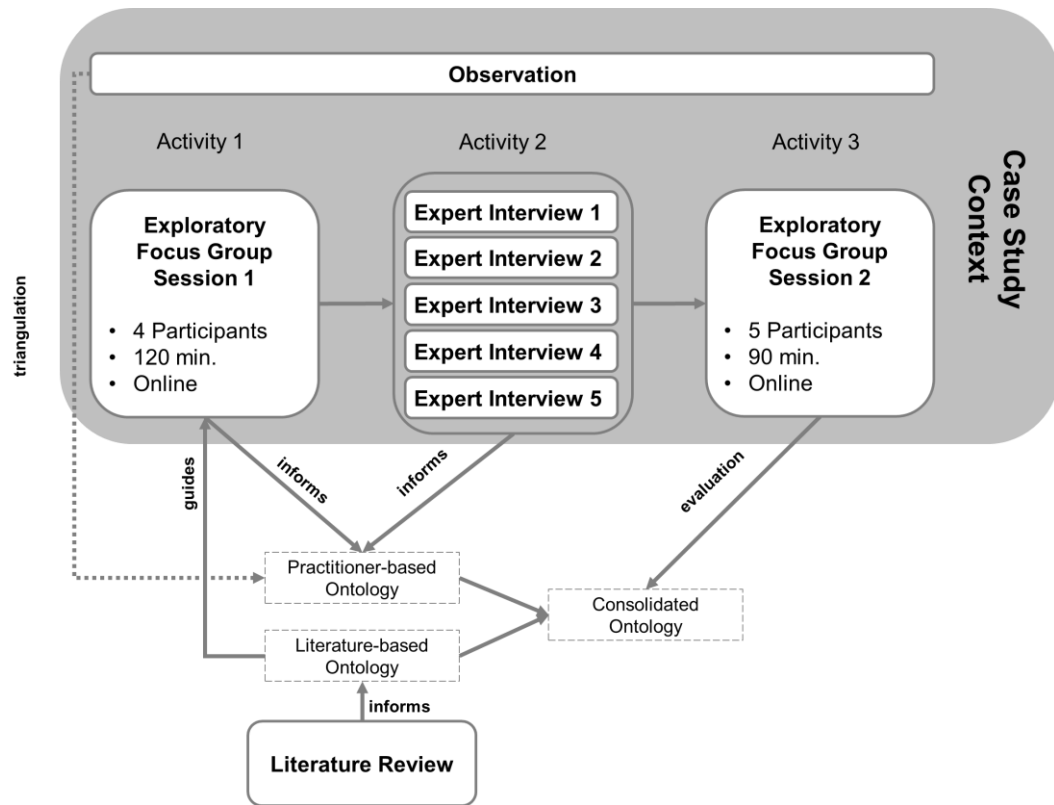 Observation
Activity 1
Activity 2
Activity 3
Case Study
Context
Exploratory
Focus Group
Session 1
• 4 Participants
• 120 min.
• Online
Expert Interview 1
Expert Interview 2
Expert Interview 3
Expert Interview 4
Expert Interview 5
Exploratory
Focus Group
Session 2
• 5 Participants
• 90 min.
• Online
triangulation
guides
informs
informs
evaluation
Practitioner-based
Ontology
Consolidated
Ontology
Literature-based
Ontology
informs
Literature Review